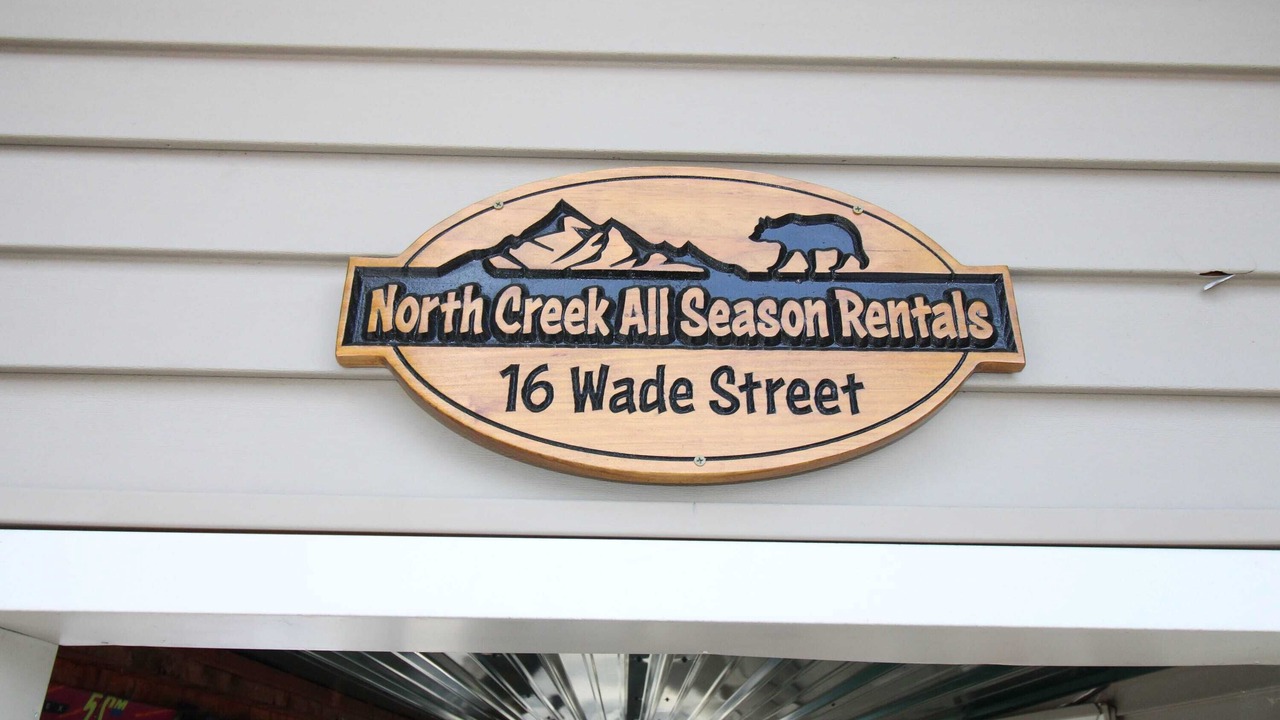 North Creek All Season Rentals
16 Wade Street